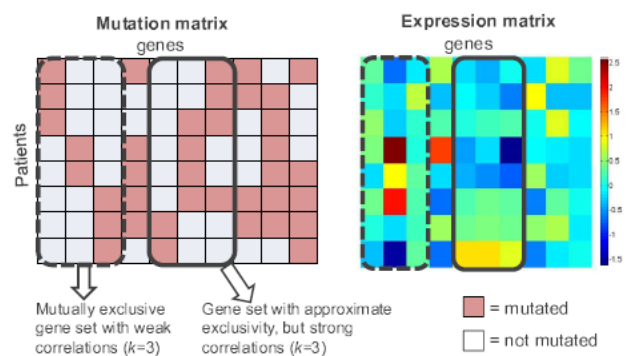 Mutation matrix
genes
Patients
Mutually exclusive
gene set with weak
correlations (k=3)
Gene set with approximate
exclusivity, but strong
correlations (k=3)
Expression matrix
genes
2.5
2
1.5
1
0.5
0
-0.5
-1
-1.5
= mutated
= not mutated